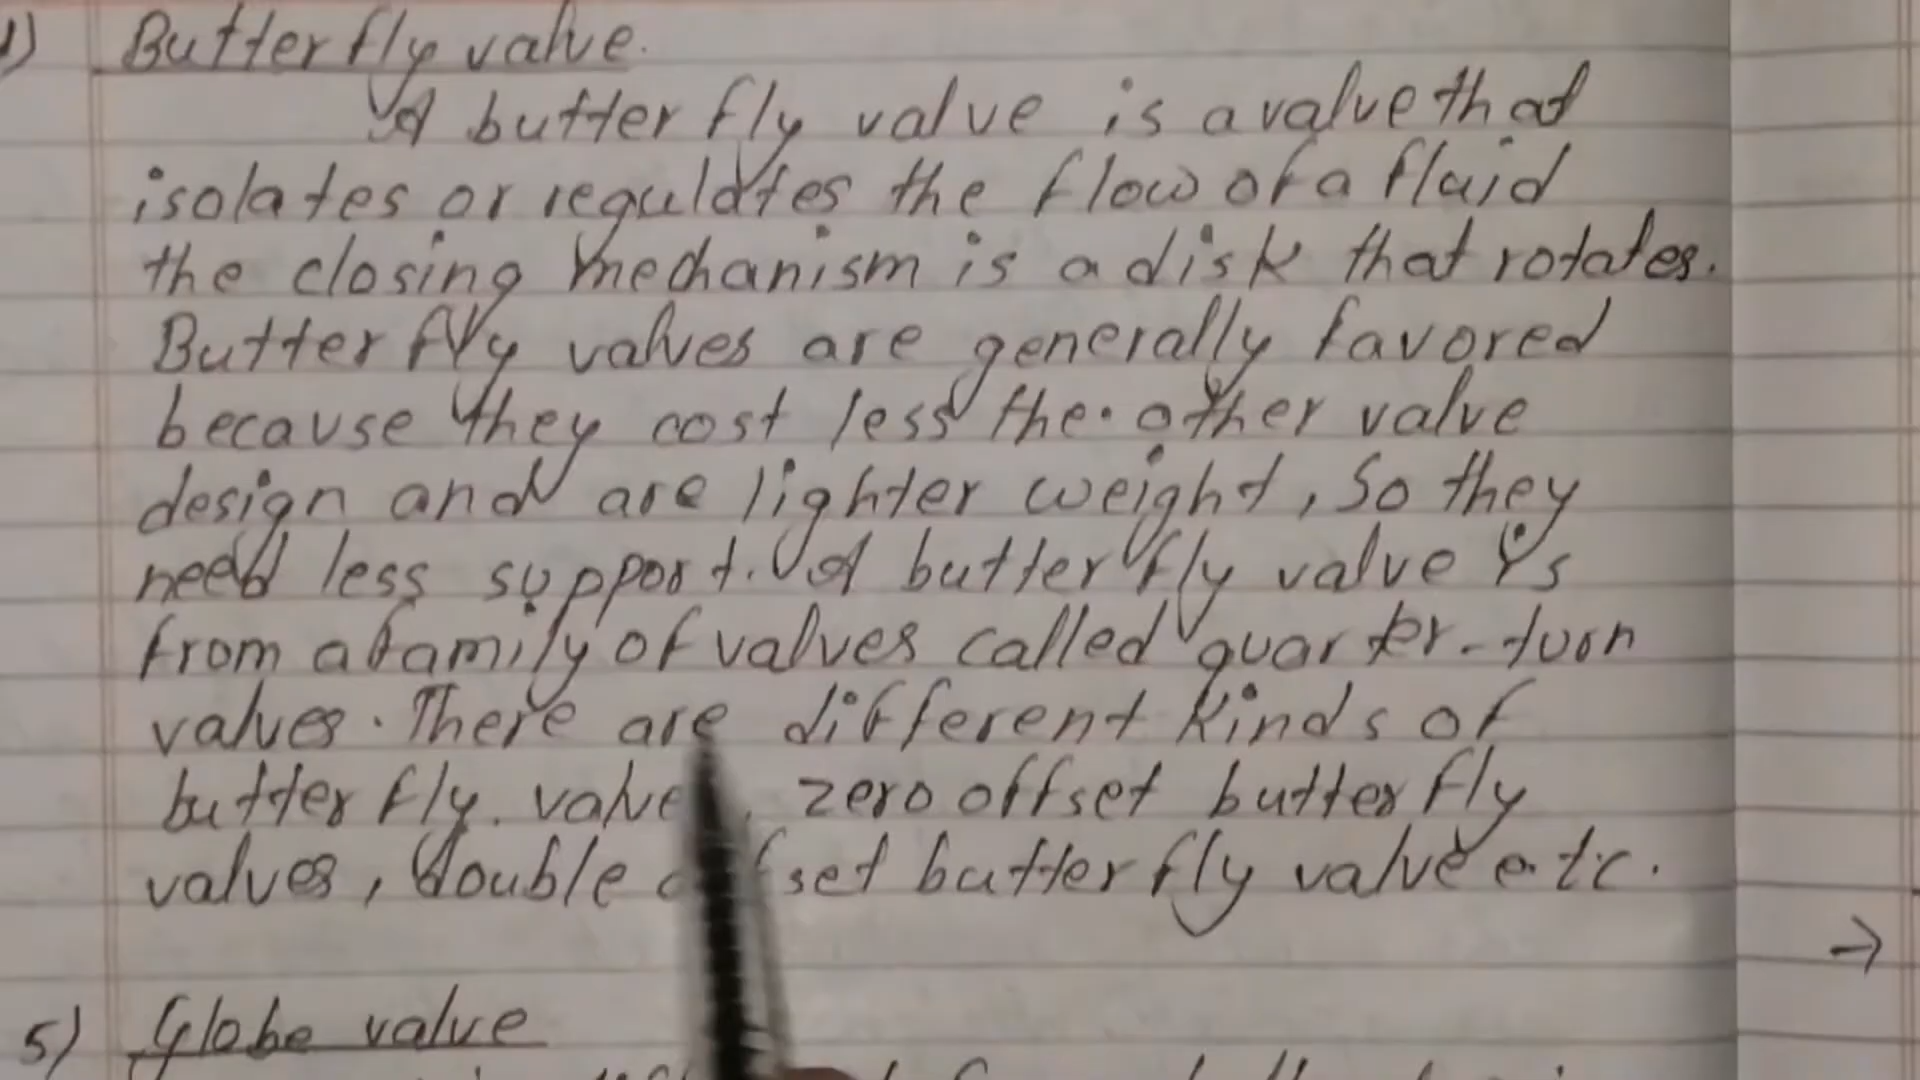 Butterfly valve.
A butterfly valve is a valve that
isolates or regulates the flow of a fluid
the closing mechanism is a disk that rotates.
Butterfly valves are generally favored
because they cost less the other valve
design and are lighter weight, So they
need less support. A butterfly valve is
from a family of valves called quarter-turn
valves. There are different kinds of
butterfly. zero offset butterfly
valves, double butterfly valve etc.
→
5) Globe valve